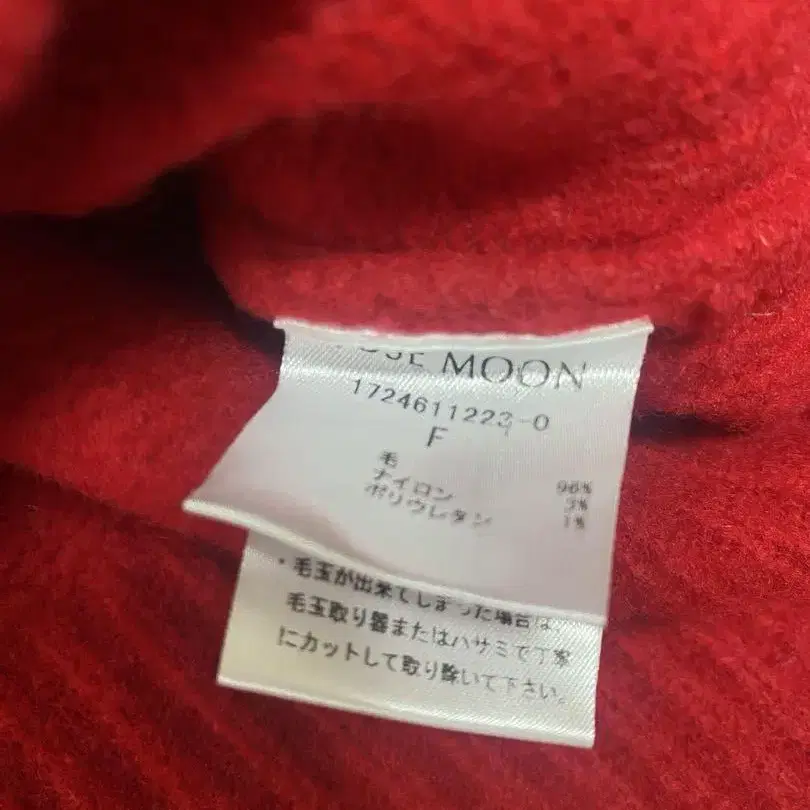 MOON
1724611223-0
F
毛 96%
ナイロン 3%
ポリウレタン 1%
・毛玉が出来てしまった場合は、
毛玉取り器またはハサミで丁寧
にカットして取り除いて下さい。